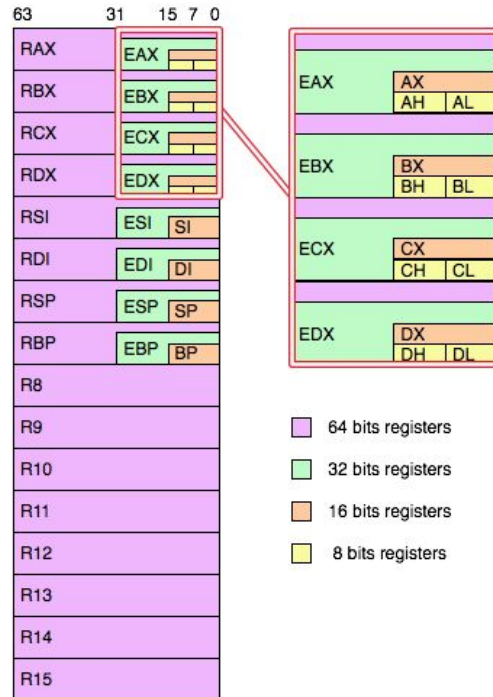 63 31 15 7 0
RAX EAX
RBX EBX
RCX ECX
RDX EDX
RSI ESI SI
RDI EDI DI
RSP ESP SP
RBP EBP BP
R8
R9
R10
R11
R12
R13
R14
R15
EAX AX
AH AL
EBX BX
BH BL
ECX CX
CH CL
EDX DX
DH DL
64 bits registers
32 bits registers
16 bits registers
8 bits registers